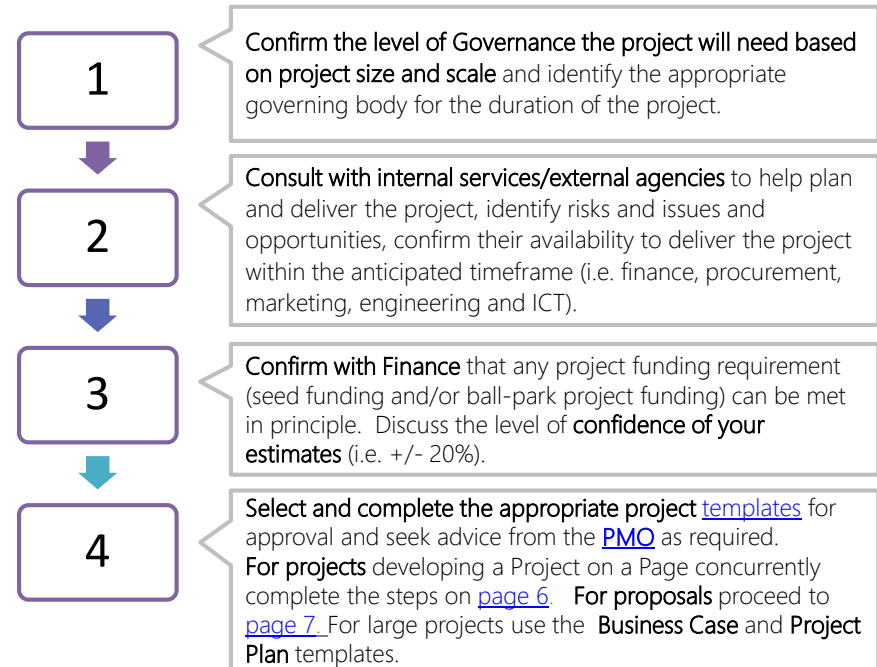 1
Confirm the level of Governance the project will need based
on project size and scale and identify the appropriate
governing body for the duration of the project.
2
Consult with internal services/external agencies to help plan
and deliver the project, identify risks and issues and
opportunities, confirm their availability to deliver the project
within the anticipated timeframe (i.e. finance, procurement,
marketing, engineering and ICT).
3
Confirm with Finance that any project funding requirement
(seed funding and/or ball-park project funding) can be met
in principle.  Discuss the level of confidence of your
estimates (i.e. +/- 20%).
4
Select and complete the appropriate project templates for
approval and seek advice from the PMO as required.
For projects developing a Project on a Page concurrently
complete the steps on page 6.   For proposals proceed to
page 7. For large projects use the  Business Case and Project
Plan templates.